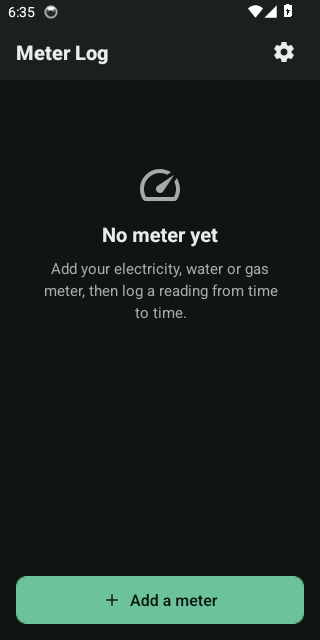 6:35
Meter Log
No meter yet
Add your electricity, water or gas
meter, then log a reading from time
to time.
Add a meter